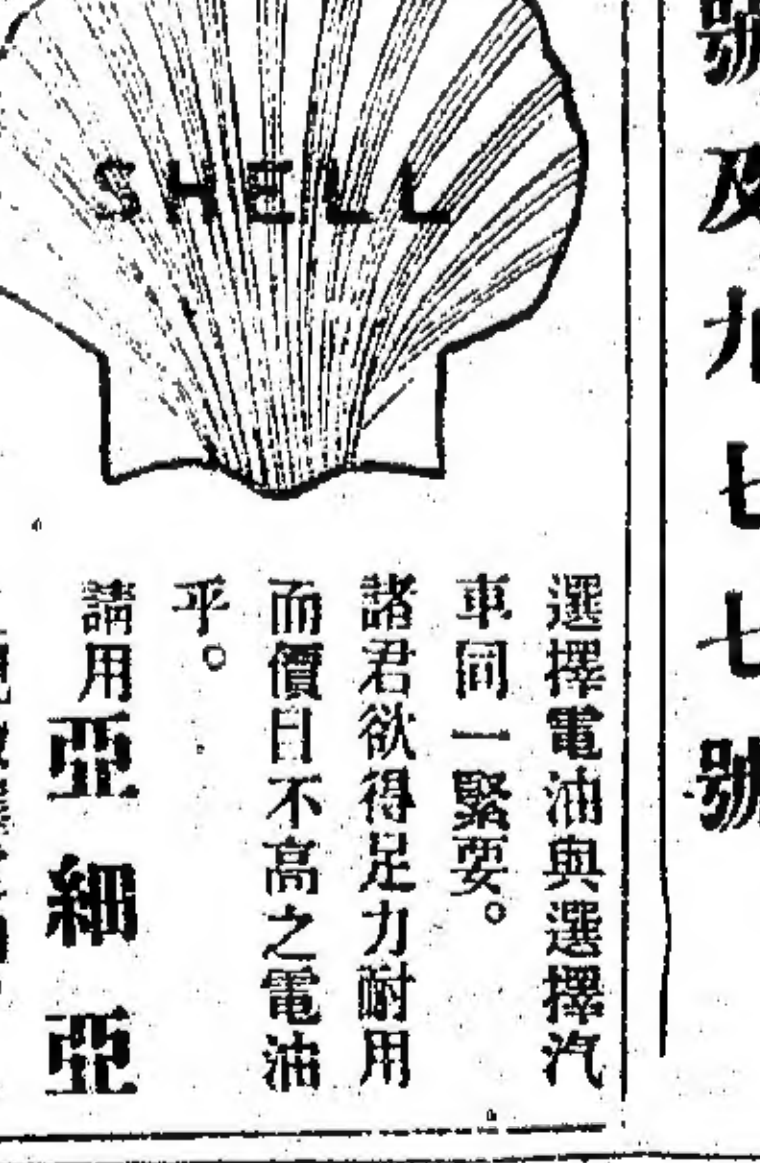 號及九七七號
SHELL
選擇電油與選擇汽
車同一緊要。
諸君欲得足力耐用
而價目不高之電油
乎。
請用亞細亞